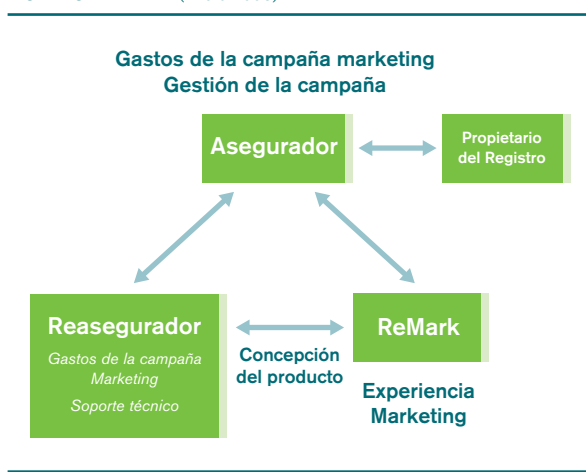 Gastos de la campaña marketing
Gestión de la campaña
Asegurador
Propietario
del Registro
Reasegurador
Gastos de la campaña
Marketing
Soporte técnico
Concepción
del producto
ReMark
Experiencia
Marketing